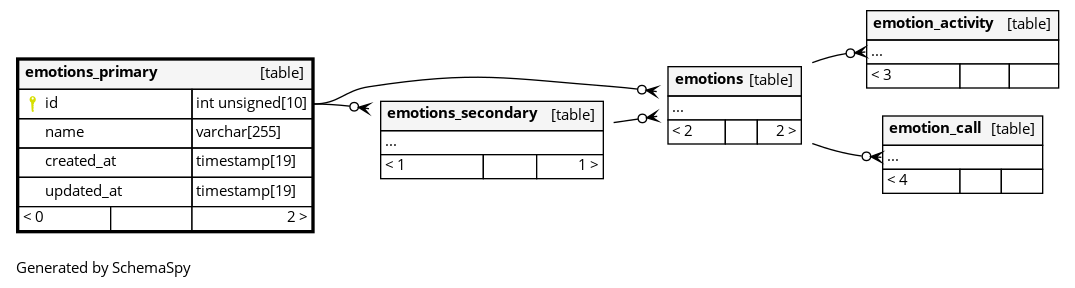 emotions_primary [table]
id int unsigned[10]
name varchar[255]
created_at timestamp[19]
updated_at timestamp[19]
< 0 2 >
emotions_secondary [table]
...
< 1 1 >
emotions [table]
...
< 2 2 >
emotion_activity [table]
...
< 3
emotion_call [table]
...
< 4
Generated by SchemaSpy